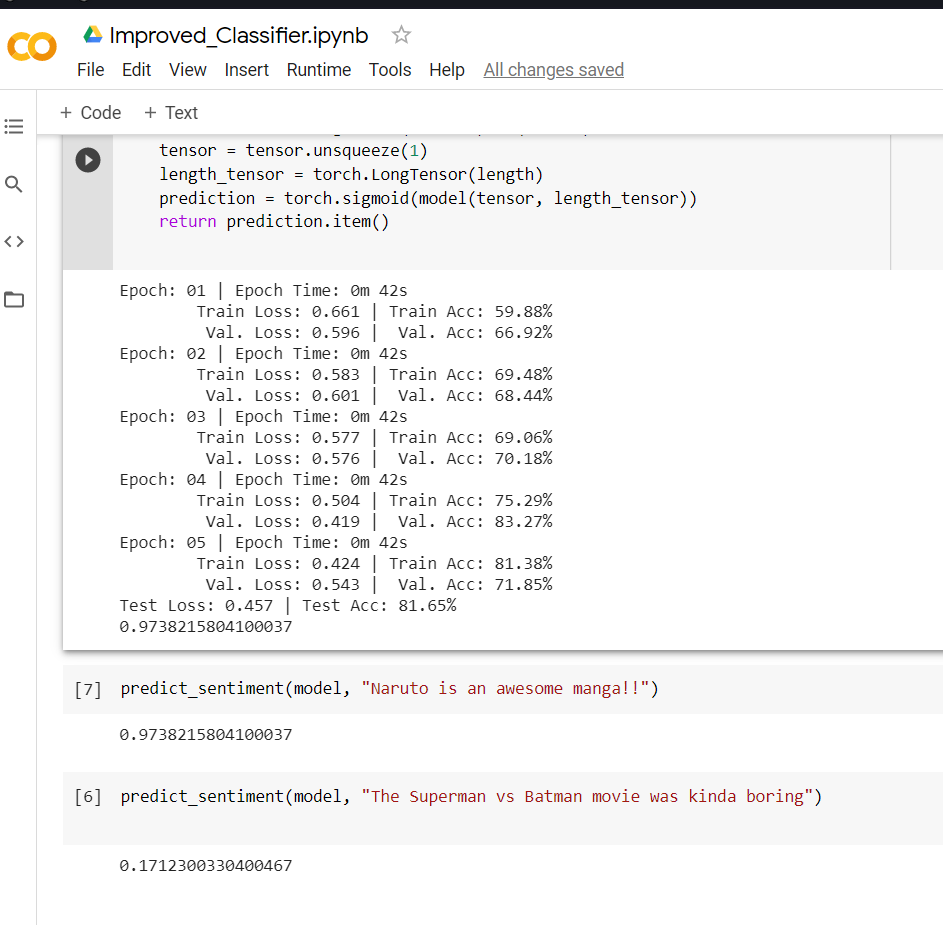 Improved_Classifier.ipynb
File Edit View Insert Runtime Tools Help All changes saved
+ Code + Text
tensor = tensor.unsqueeze(1)
length_tensor = torch.LongTensor(length)
prediction = torch.sigmoid(model(tensor, length_tensor))
return prediction.item()
Epoch: 01 | Epoch Time: 0m 42s
Train Loss: 0.661 | Train Acc: 59.88%
Val. Loss: 0.596 | Val. Acc: 66.92%
Epoch: 02 | Epoch Time: 0m 42s
Train Loss: 0.583 | Train Acc: 69.48%
Val. Loss: 0.601 | Val. Acc: 68.44%
Epoch: 03 | Epoch Time: 0m 42s
Train Loss: 0.577 | Train Acc: 69.06%
Val. Loss: 0.576 | Val. Acc: 70.18%
Epoch: 04 | Epoch Time: 0m 42s
Train Loss: 0.504 | Train Acc: 75.29%
Val. Loss: 0.419 | Val. Acc: 83.27%
Epoch: 05 | Epoch Time: 0m 42s
Train Loss: 0.424 | Train Acc: 81.38%
Val. Loss: 0.543 | Val. Acc: 71.85%
Test Loss: 0.457 | Test Acc: 81.65%
0.9738215804100037
[7] predict_sentiment(model, "Naruto is an awesome manga!!")
0.9738215804100037
[6] predict_sentiment(model, "The Superman vs Batman movie was kinda boring")
0.1712300330400467